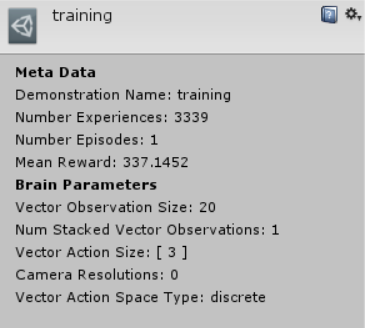 training
Meta Data
Demonstration Name: training
Number Experiences: 3339
Number Episodes: 1
Mean Reward: 337.1452
Brain Parameters
Vector Observation Size: 20
Num Stacked Vector Observations: 1
Vector Action Size: [ 3 ]
Camera Resolutions: 0
Vector Action Space Type: discrete